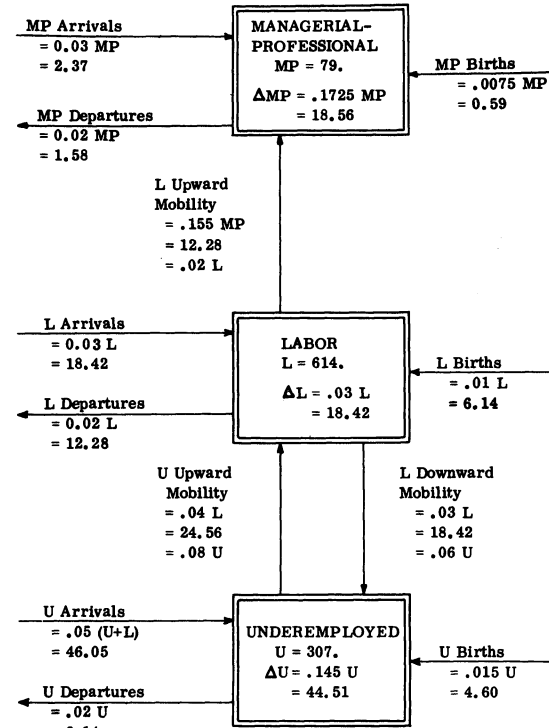 MP Arrivals
= 0.03 MP
= 2.37
MANAGERIAL-
PROFESSIONAL
MP = 79.
ΔMP = .1725 MP
= 18.56
MP Births
= .0075 MP
= 0.59
MP Departures
= 0.02 MP
= 1.58
L Upward
Mobility
= .155 MP
= 12.28
= .02 L
L Arrivals
= 0.03 L
= 18.42
LABOR
L = 614.
ΔL = .03 L
= 18.42
L Births
= .01 L
= 6.14
L Departures
= 0.02 L
= 12.28
U Upward
Mobility
= .04 L
= 24.56
= .08 U
L Downward
Mobility
= .03 L
= 18.42
= .06 U
U Arrivals
= .05 (U+L)
= 46.05
UNDEREMPLOYED
U = 307.
ΔU = .145 U
= 44.51
U Births
= .015 U
= 4.60
U Departures
= .02 U